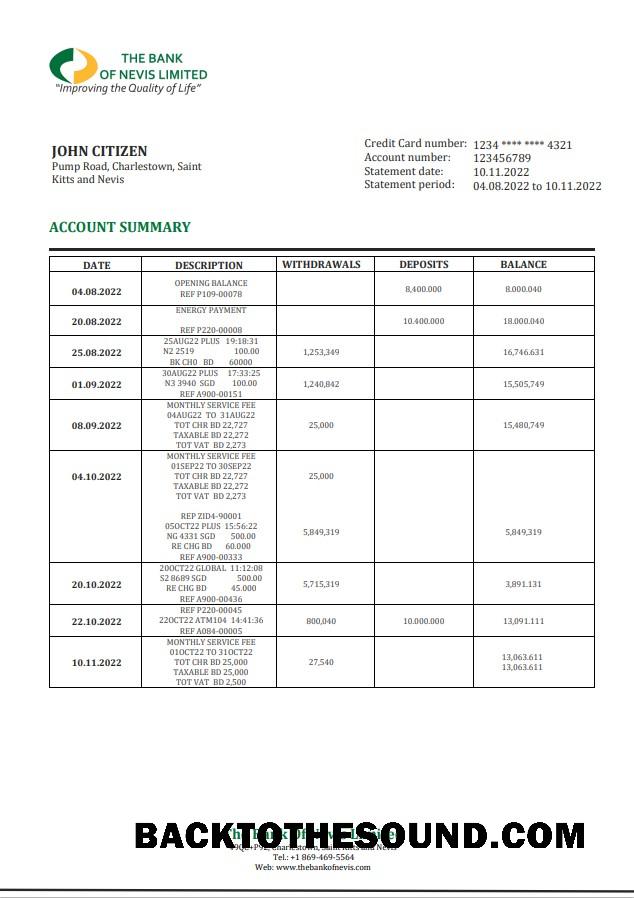 THE BANK
OF NEVIS LIMITED
"Improving the Quality of Life"
JOHN CITIZEN
Pump Road, Charlestown, Saint
Kitts and Nevis
Credit Card number: 1234 **** **** 4321
Account number: 123456789
Statement date: 10.11.2022
Statement period: 04.08.2022 to 10.11.2022
ACCOUNT SUMMARY
DATE DESCRIPTION WITHDRAWALS DEPOSITS BALANCE
OPENING BALANCE
04.08.2022 8,400.000 8.000.040
REF P109-00078
ENERGY PAYMENT
20.08.2022 10.400.000 18.000.040
REF P220-00008
25AUG22 PLUS 19:18:31
25.08.2022 N2 2519 100.00 1,253,349 16,746.631
BK CH0 BD 60000
30AUG22 PLUS 17:33:25
01.09.2022 N3 3940 SGD 100.00 1,240,842 15,505,749
REF A900-00151
MONTHLY SERVICE FEE
04AUG22 TO 31AUG22
08.09.2022 TOT CHR BD 22,727 25,000 15,480,749
TAXABLE BD 22,272
TOT VAT BD 2,273
MONTHLY SERVICE FEE
01SEP22 TO 30SEP22
04.10.2022 TOT CHR BD 22,727 25,000
TAXABLE BD 22,272
TOT VAT BD 2,273
REP ZID4-90001
05OCT22 PLUS 15:56:22
NG 4331 SGD 500.00 5,849,319 5,849,319
RE CHG BD 60.000
REF A900-00333
20OCT22 GLOBAL 11:12:08
S2 8689 SGD 500.00
20.10.2022 RE CHG BD 45.000 5,715,319 3,891.131
REF A900-00436
REF P220-00045
22.10.2022 22OCT22 ATM104 14:41:36 800,040 10.000.000 13,091.111
REF A084-00005
MONTHLY SERVICE FEE
01OCT22 TO 31OCT22
10.11.2022 TOT CHR BD 25,000 27,540 13,063.611
TAXABLE BD 25,000 13,063.611
TOT VAT BD 2,500
BACKTOTHESOUND.COM
The Bank Of Nevis Limited
Charlestown, Saint Kitts and Nevis
Tel.: +1 869-469-5564
Web: www.thebankofnevis.com